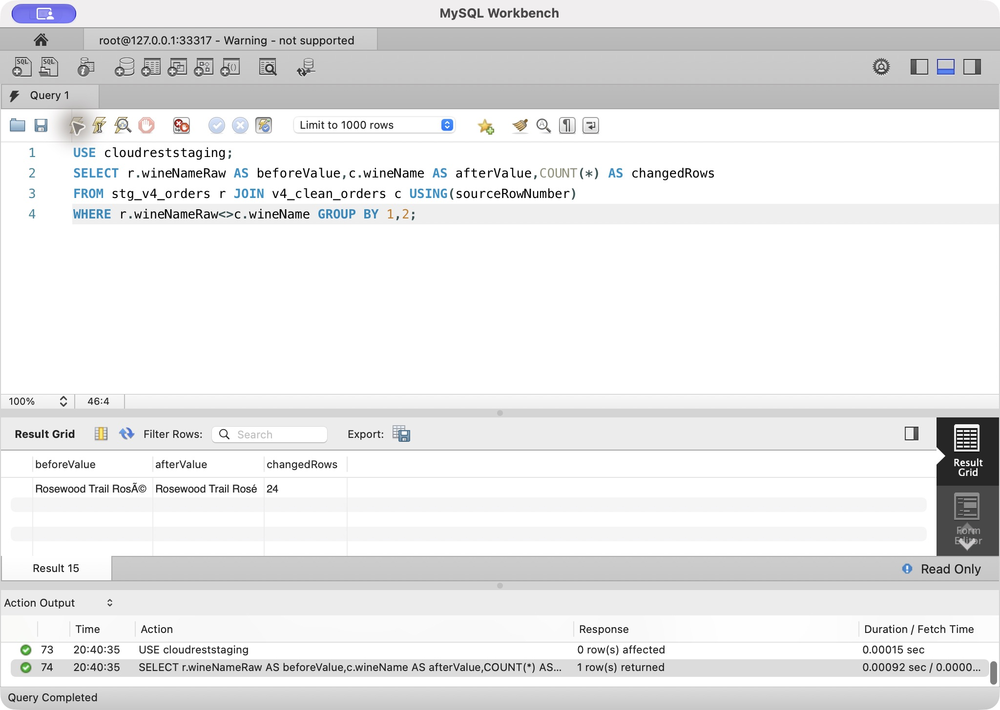 MySQL Workbench
root@127.0.0.1:33317 - Warning - not supported
SQL SQL
Query 1
Limit to 1000 rows
1 USE cloudreststaging;
2 SELECT r.wineNameRaw AS beforeValue,c.wineName AS afterValue,COUNT(*) AS changedRows
3 FROM stg_v4_orders r JOIN v4_clean_orders c USING(sourceRowNumber)
4 WHERE r.wineNameRaw<>c.wineName GROUP BY 1,2;
100% 46:4
Result Grid Filter Rows: Search Export:
beforeValue afterValue changedRows
Rosewood Trail RosÃ© Rosewood Trail Rosé 24
Result
Grid
Form
Editor
Result 15 Read Only
Action Output
Time Action Response Duration / Fetch Time
73 20:40:35 USE cloudreststaging 0 row(s) affected 0.00015 sec
74 20:40:35 SELECT r.wineNameRaw AS beforeValue,c.wineName AS afterValue,COUNT(*) AS... 1 row(s) returned 0.00092 sec / 0.0000...
Query Completed